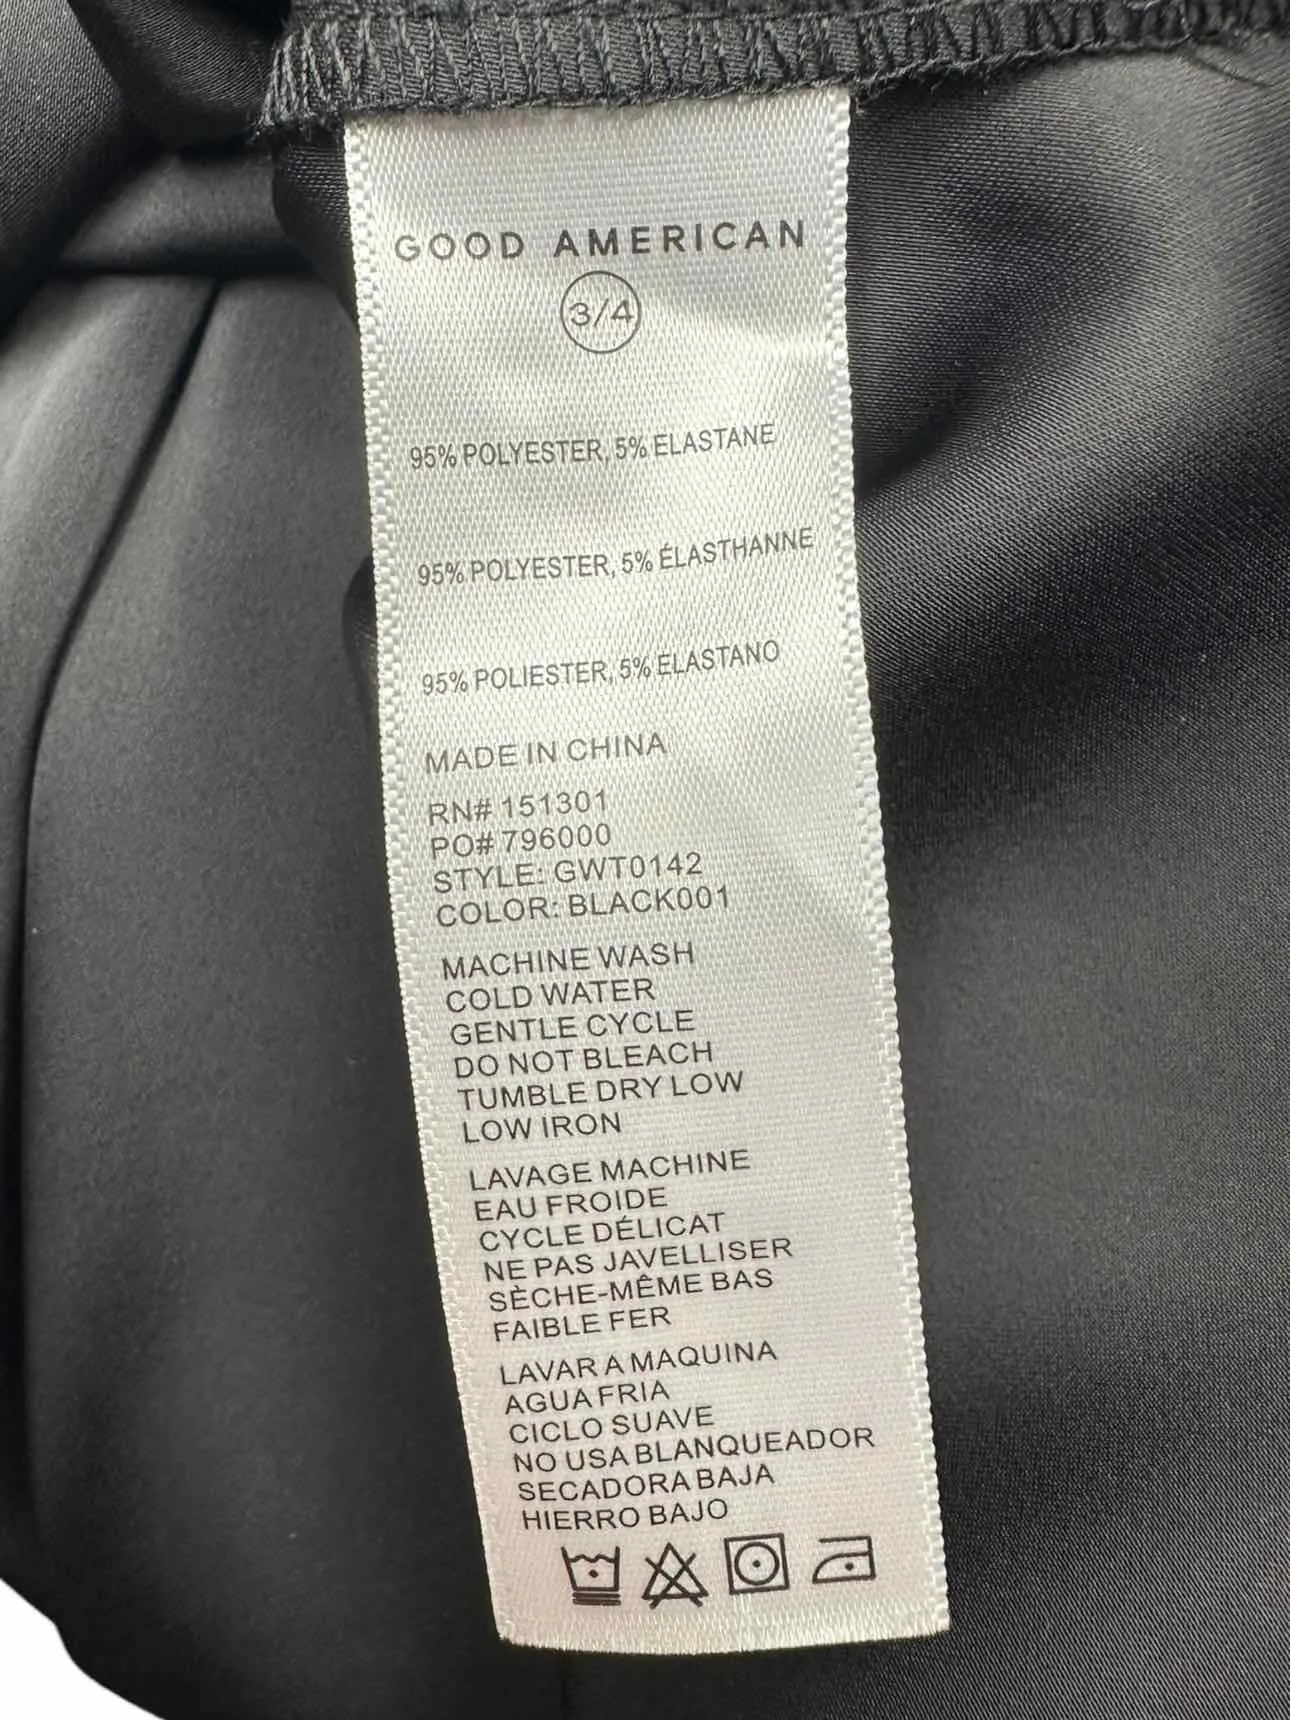 GOOD AMERICAN
3/4
95% POLYESTER, 5% ELASTANE
95% POLYESTER, 5% ÉLASTHANNE
95% POLIESTER, 5% ELASTANO
MADE IN CHINA
RN# 151301
PO# 796000
STYLE: GWT0142
COLOR: BLACK001
MACHINE WASH
COLD WATER
GENTLE CYCLE
DO NOT BLEACH
TUMBLE DRY LOW
LOW IRON
LAVAGE MACHINE
EAU FROIDE
CYCLE DÉLICAT
NE PAS JAVELLISER
SÈCHE-MÊME BAS
FAIBLE FER
LAVAR A MAQUINA
AGUA FRIA
CICLO SUAVE
NO USA BLANQUEADOR
SECADORA BAJA
HIERRO BAJO